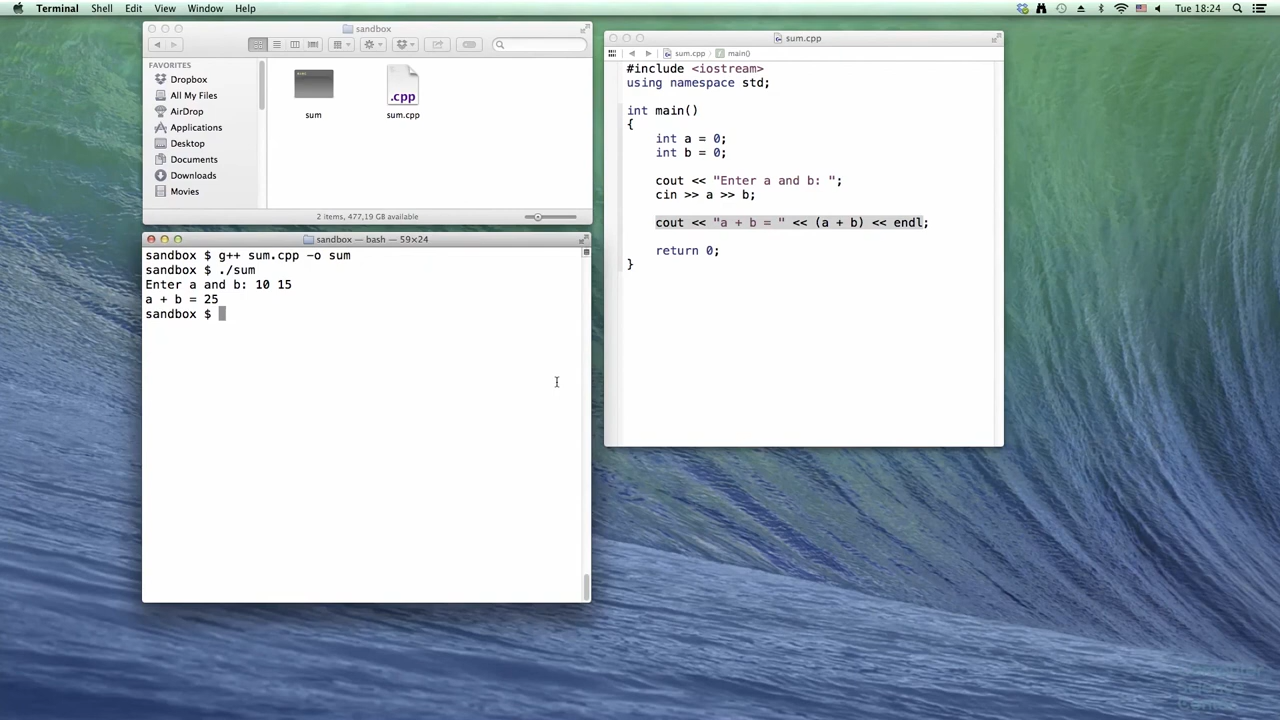 Terminal Shell Edit View Window Help
Tue 18:24
sandbox
FAVORITES
Dropbox
All My Files
AirDrop
Applications
Desktop
Documents
Downloads
Movies
.cpp
sum
sum.cpp
2 items, 477,19 GB available
sandbox — bash — 59×24
sandbox $ g++ sum.cpp -o sum
sandbox $ ./sum
Enter a and b: 10 15
a + b = 25
sandbox $
sum.cpp
sum.cpp main()
#include <iostream>
using namespace std;
int main()
{
int a = 0;
int b = 0;
cout << "Enter a and b: ";
cin >> a >> b;
cout << "a + b = " << (a + b) << endl;
return 0;
}